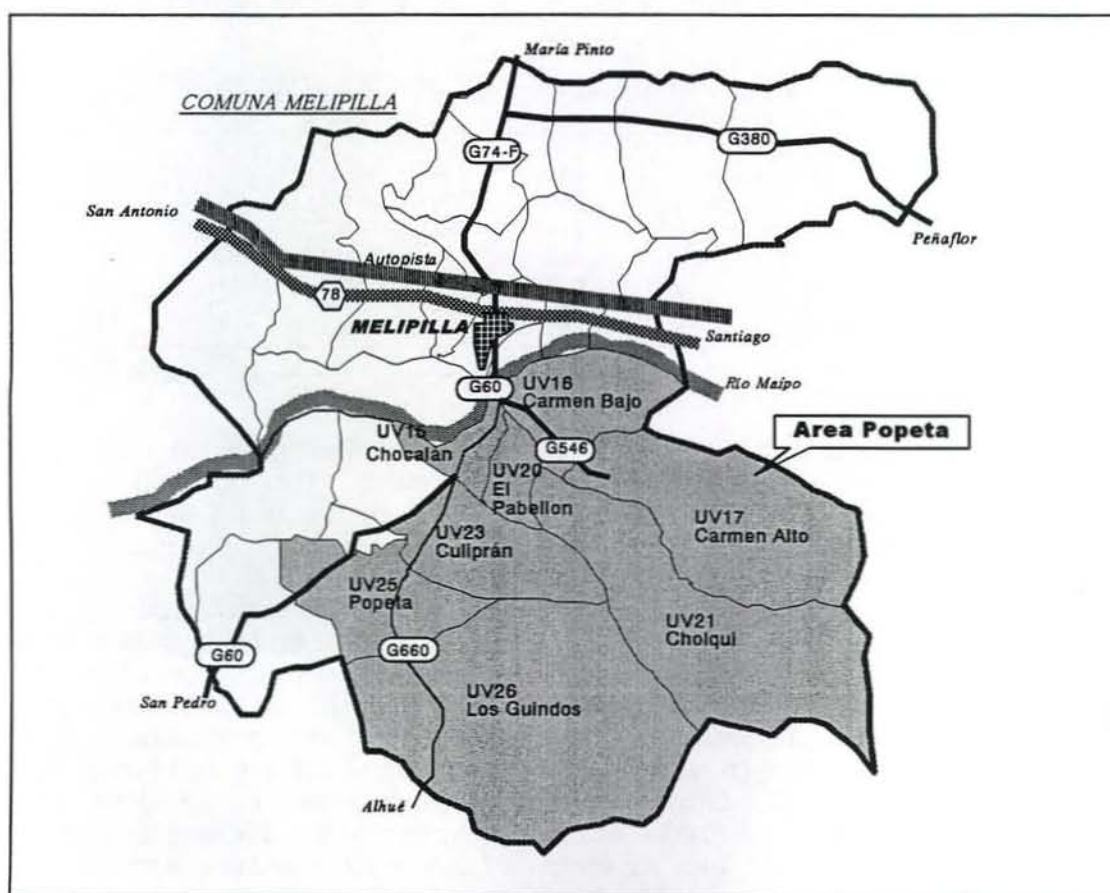 María Pinto
COMUNA MELIPILLA
G74-F
G380
San Antonio
Peñaflor
Autopista
78
MELIPILLA
Santiago
Río Maipo
G60
UV18
Carmen Bajo
Area Popeta
UV15
Chocalán
G546
UV20
El
Pabellon
UV17
Carmen Alto
UV23
Culiprán
UV25
Popeta
UV21
Cholqui
G60
G660
San Pedro
UV26
Los Guindos
Alhué